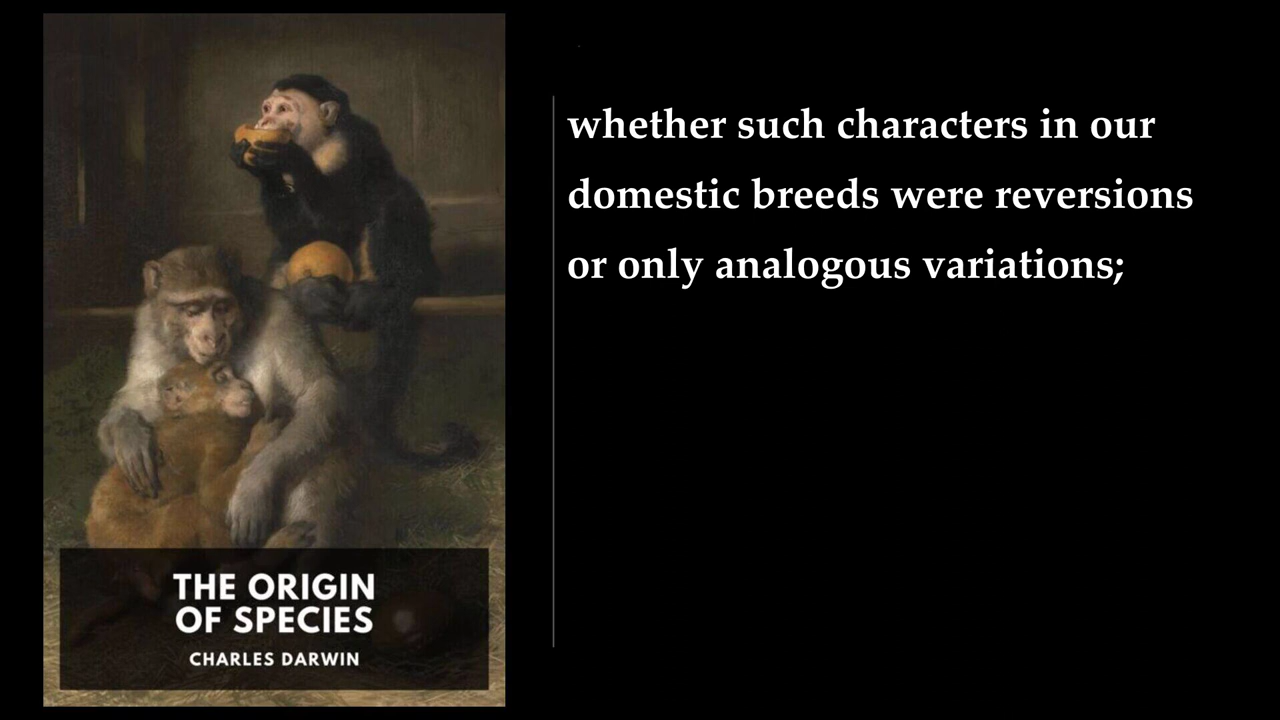 whether such characters in our
domestic breeds were reversions
or only analogous variations;
THE ORIGIN
OF SPECIES
CHARLES DARWIN